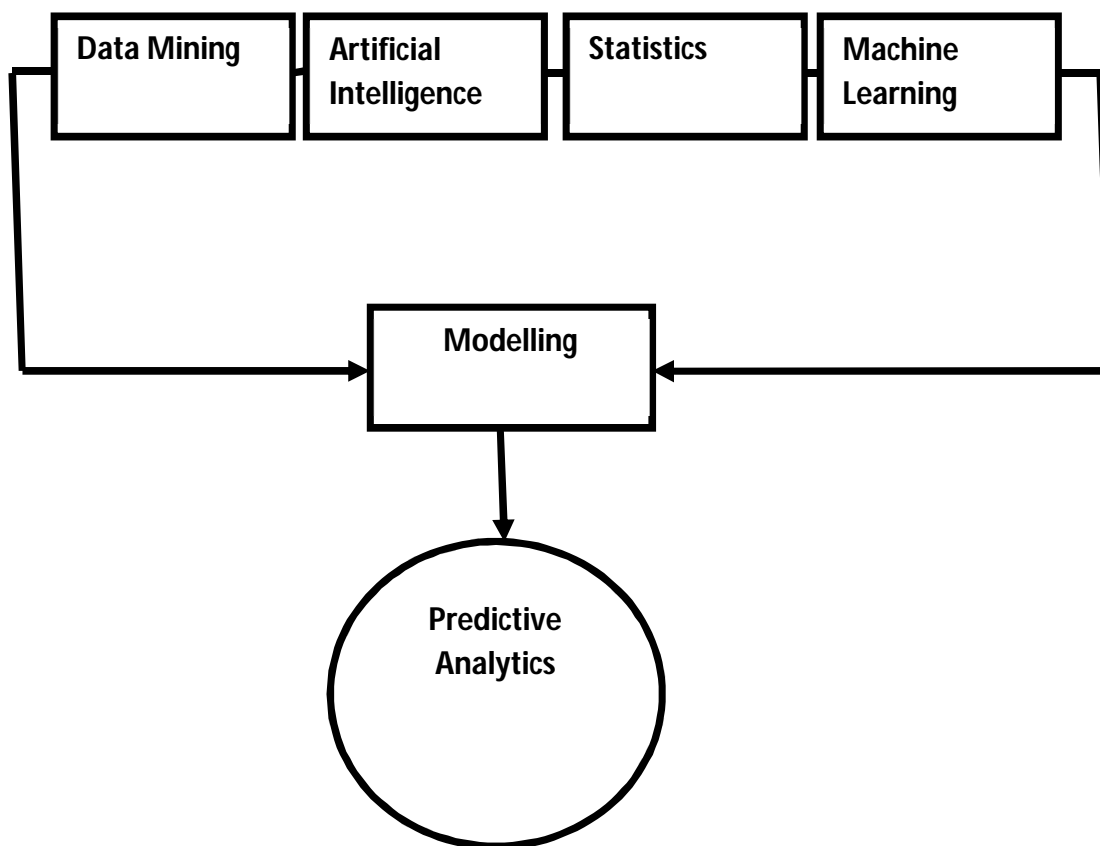 Data Mining
Artificial
Intelligence
Statistics
Machine
Learning
Modelling
Predictive
Analytics